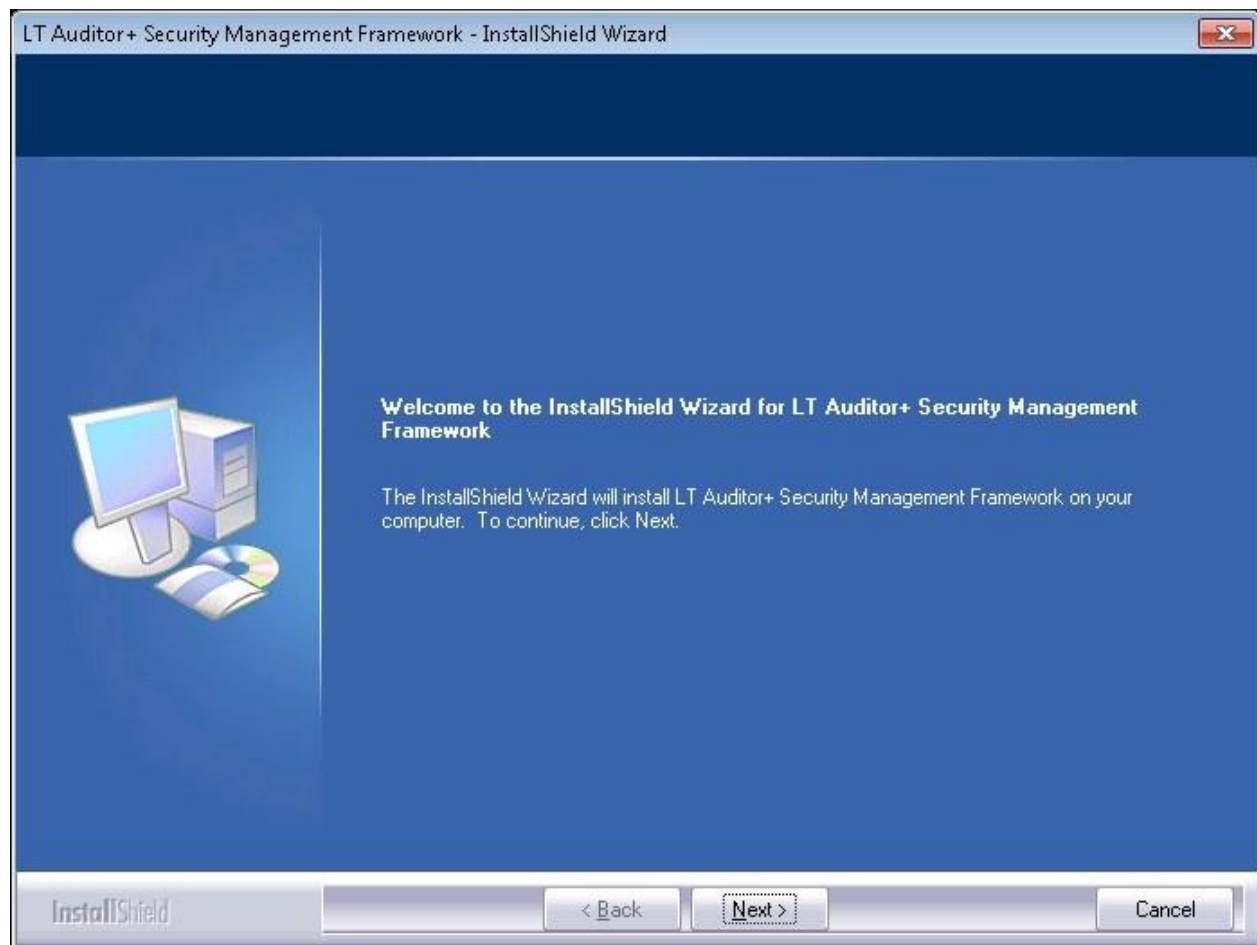 LT Auditor+ Security Management Framework - InstallShield Wizard
Welcome to the InstallShield Wizard for LT Auditor+ Security Management
Framework
The InstallShield Wizard will install LT Auditor+ Security Management Framework on your
computer.  To continue, click Next.
InstallShield
< Back
Next >
Cancel